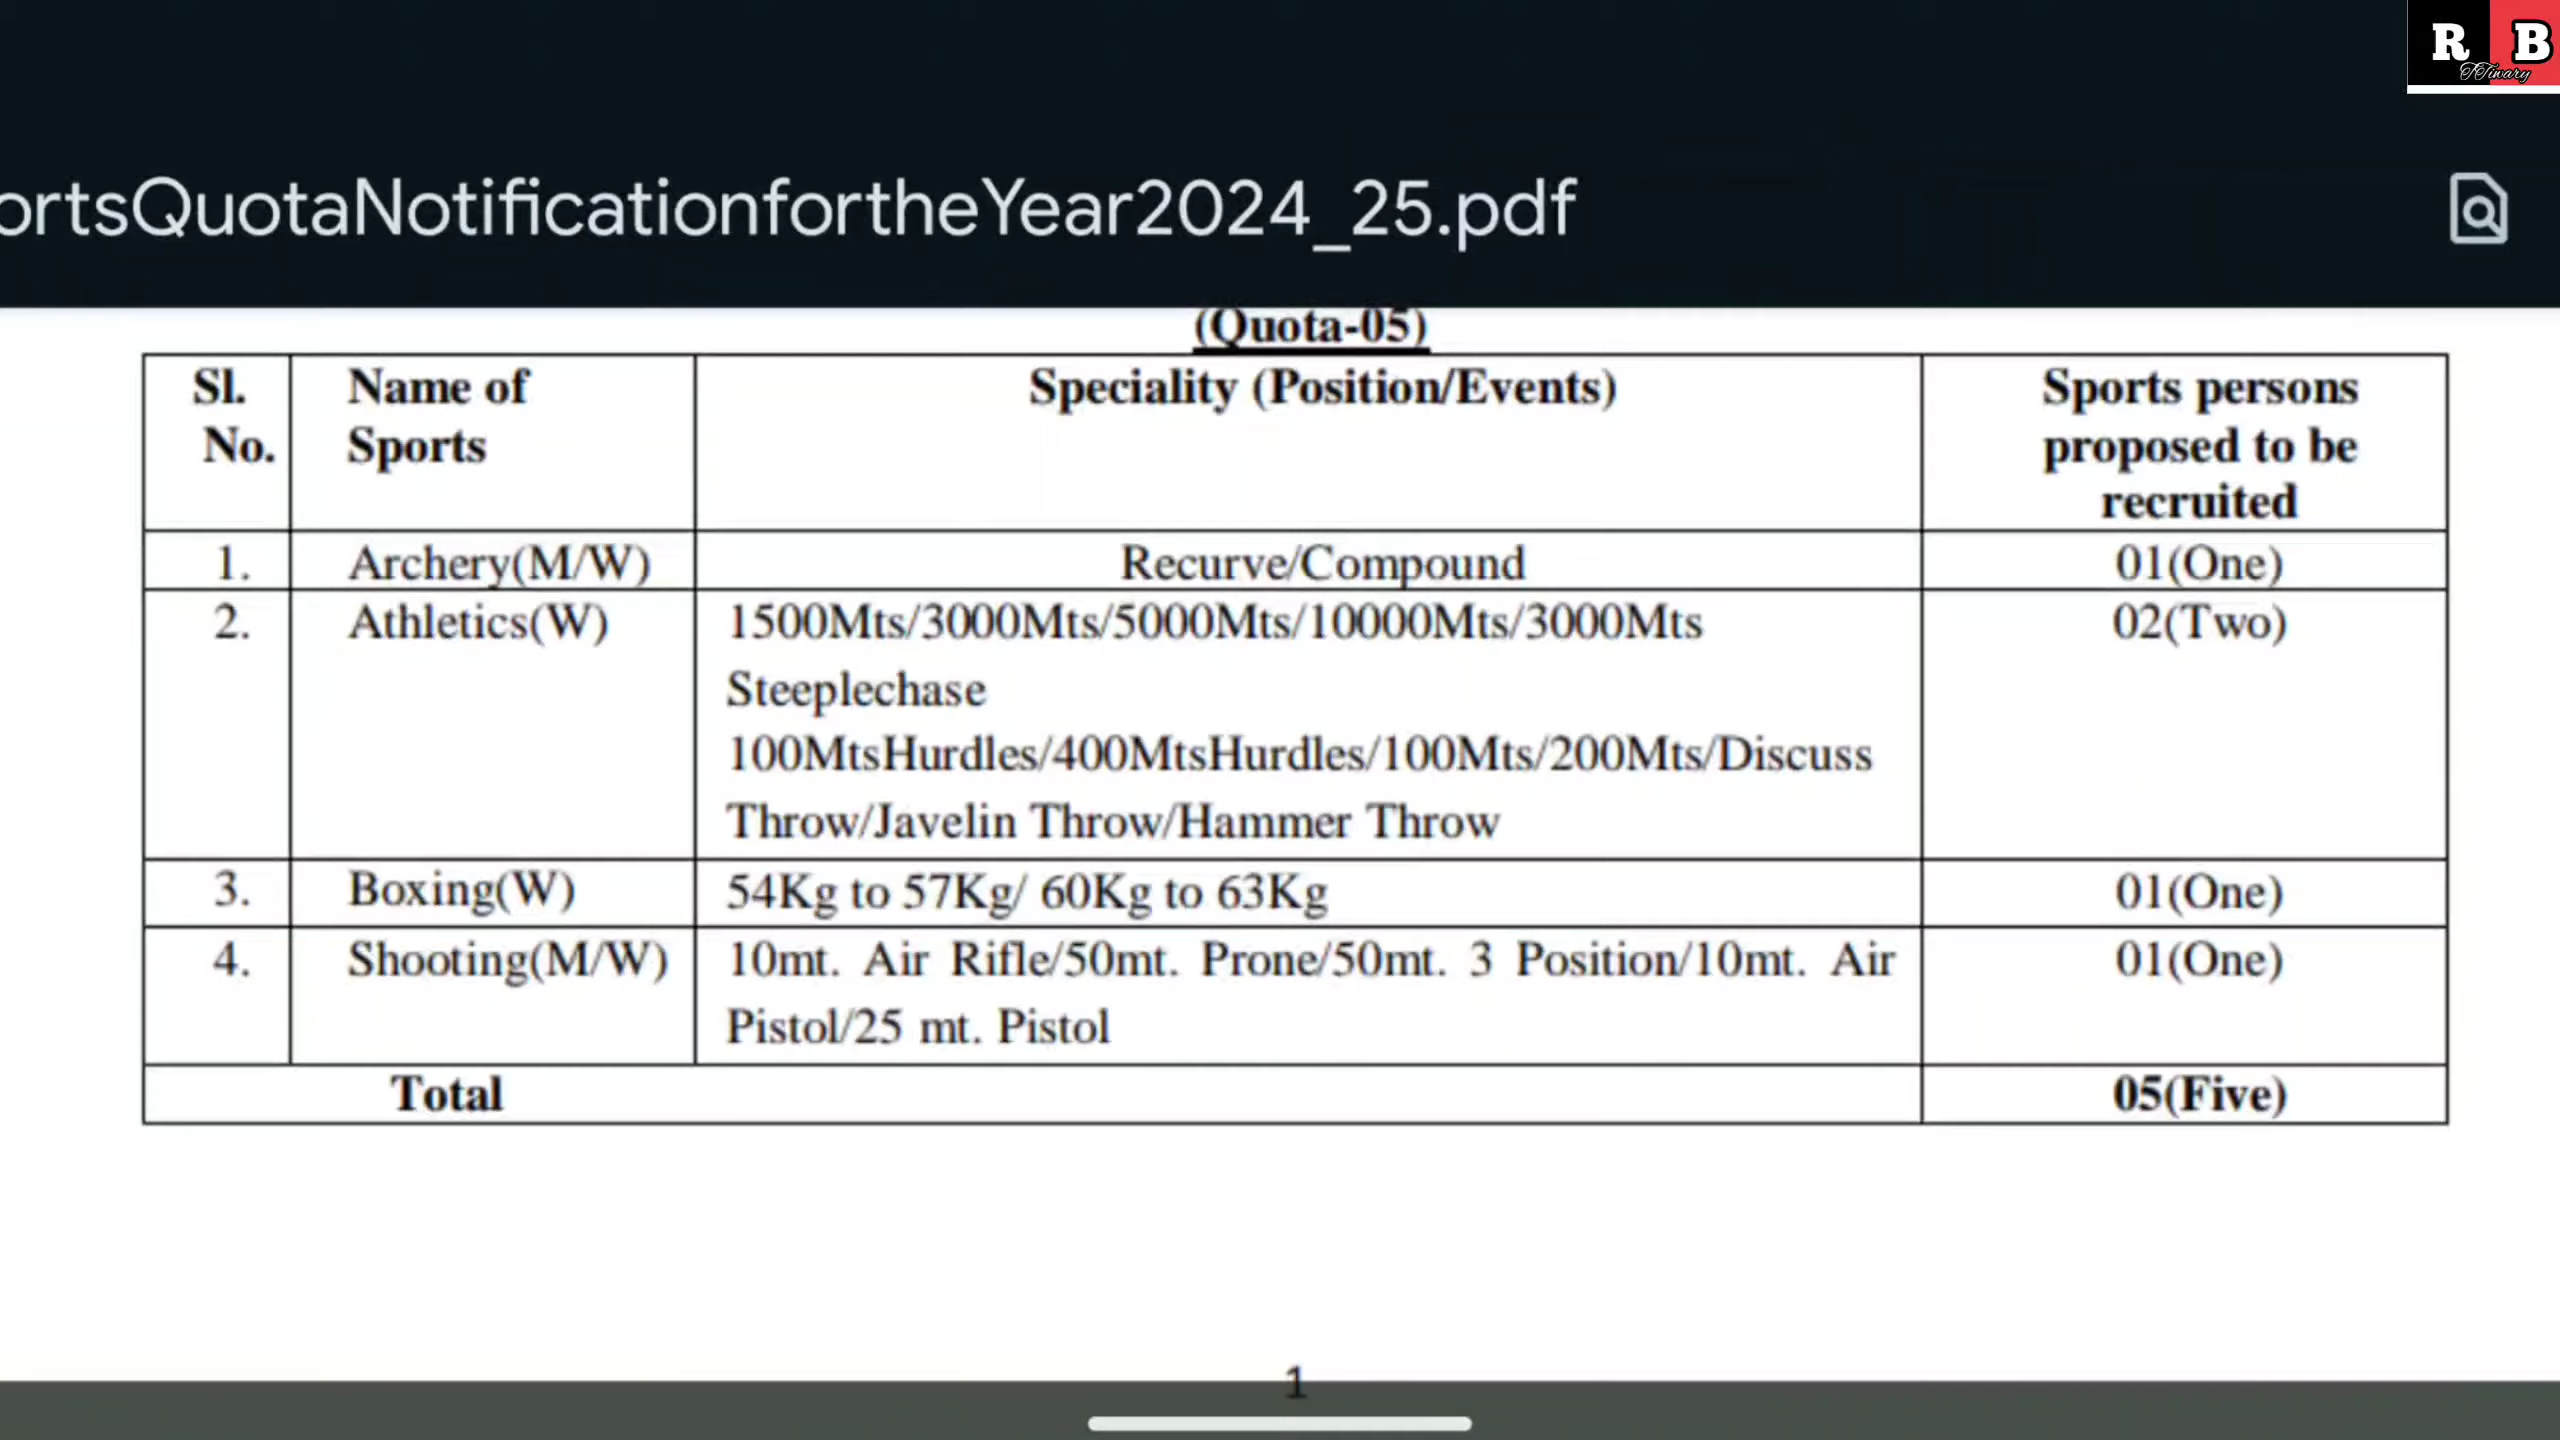 R B
TTiwary
ortsQuotaNotificationfortheYear2024_25.pdf
(Quota-05)
Sl. No. Name of Sports Speciality (Position/Events) Sports persons proposed to be recruited
1. Archery(M/W) Recurve/Compound 01(One)
2. Athletics(W) 1500Mts/3000Mts/5000Mts/10000Mts/3000Mts 02(Two)
Steeplechase
100MtsHurdles/400MtsHurdles/100Mts/200Mts/Discuss
Throw/Javelin Throw/Hammer Throw
3. Boxing(W) 54Kg to 57Kg/ 60Kg to 63Kg 01(One)
4. Shooting(M/W) 10mt. Air Rifle/50mt. Prone/50mt. 3 Position/10mt. Air 01(One)
Pistol/25 mt. Pistol
Total 05(Five)
1